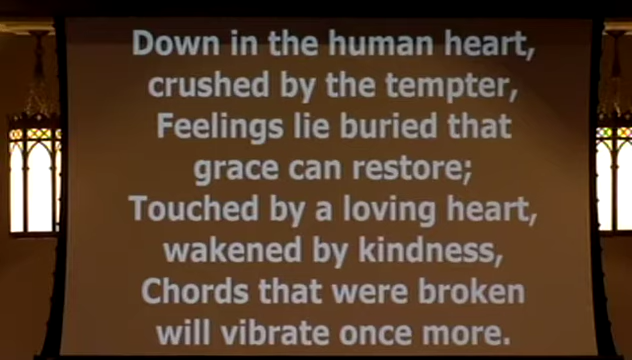 Down in the human heart,
crushed by the tempter,
Feelings lie buried that
grace can restore;
Touched by a loving heart,
wakened by kindness,
Chords that were broken
will vibrate once more.